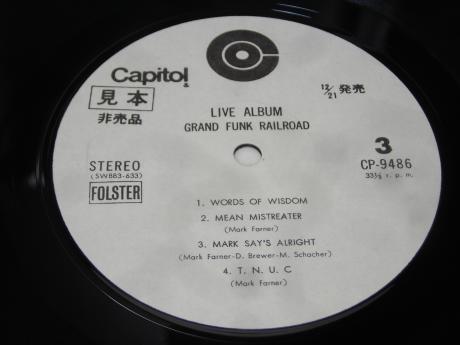 Capitol
見本
非売品
12/21 発売
LIVE ALBUM
GRAND FUNK RAILROAD
3
STEREO
(SWBB3-633)
CP-9486
33⅓ r. p. m.
FOLSTER
1. WORDS OF WISDOM
2. MEAN MISTREATER
(Mark Farner)
3. MARK SAY'S ALRIGHT
(Mark Farner-D. Brewer-M. Schacher)
4. T. N. U. C
(Mark Farner)